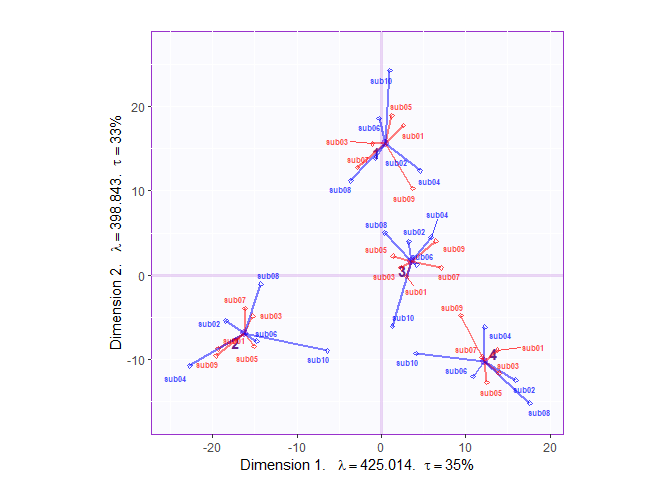 sub10
sub05
sub06
sub01
sub03
1
sub07
sub02
sub04
sub08
sub09
sub04
sub08
sub02
sub09
sub05
sub06
3
sub03
sub07
sub01
sub10
sub08
sub07
sub03
sub02
sub06
sub01
2
sub05
sub09
sub10
sub04
sub09
sub04
sub01
sub07
4
sub10
sub03
sub06
sub05
sub02
sub08
20
10
0
-10
-20
-10
0
10
20
Dimension 1. λ = 425.014. τ = 35%
Dimension 2. λ = 398.843. τ = 33%